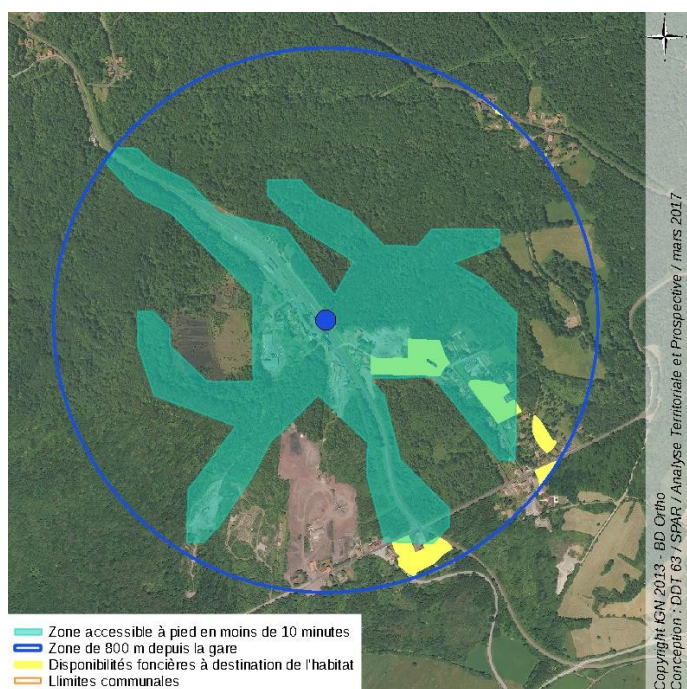 Copyright IGN 2013 - BD Ortho
Conception : DDT 63 / SPAR / Analyse Territoriale et Prospective / mars 2017
Zone accessible à pied en moins de 10 minutes
Zone de 800 m depuis la gare
Disponibilités foncières à destination de l'habitat
Llimites communales